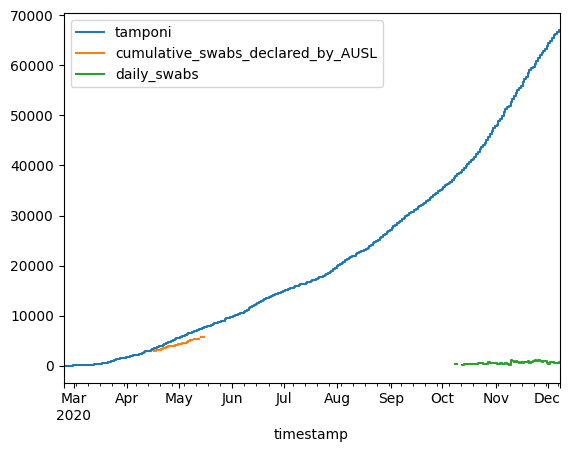 70000
60000
50000
40000
30000
20000
10000
0
tamponi
cumulative_swabs_declared_by_AUSL
daily_swabs
Mar Apr May Jun Jul Aug Sep Oct Nov Dec
2020
timestamp